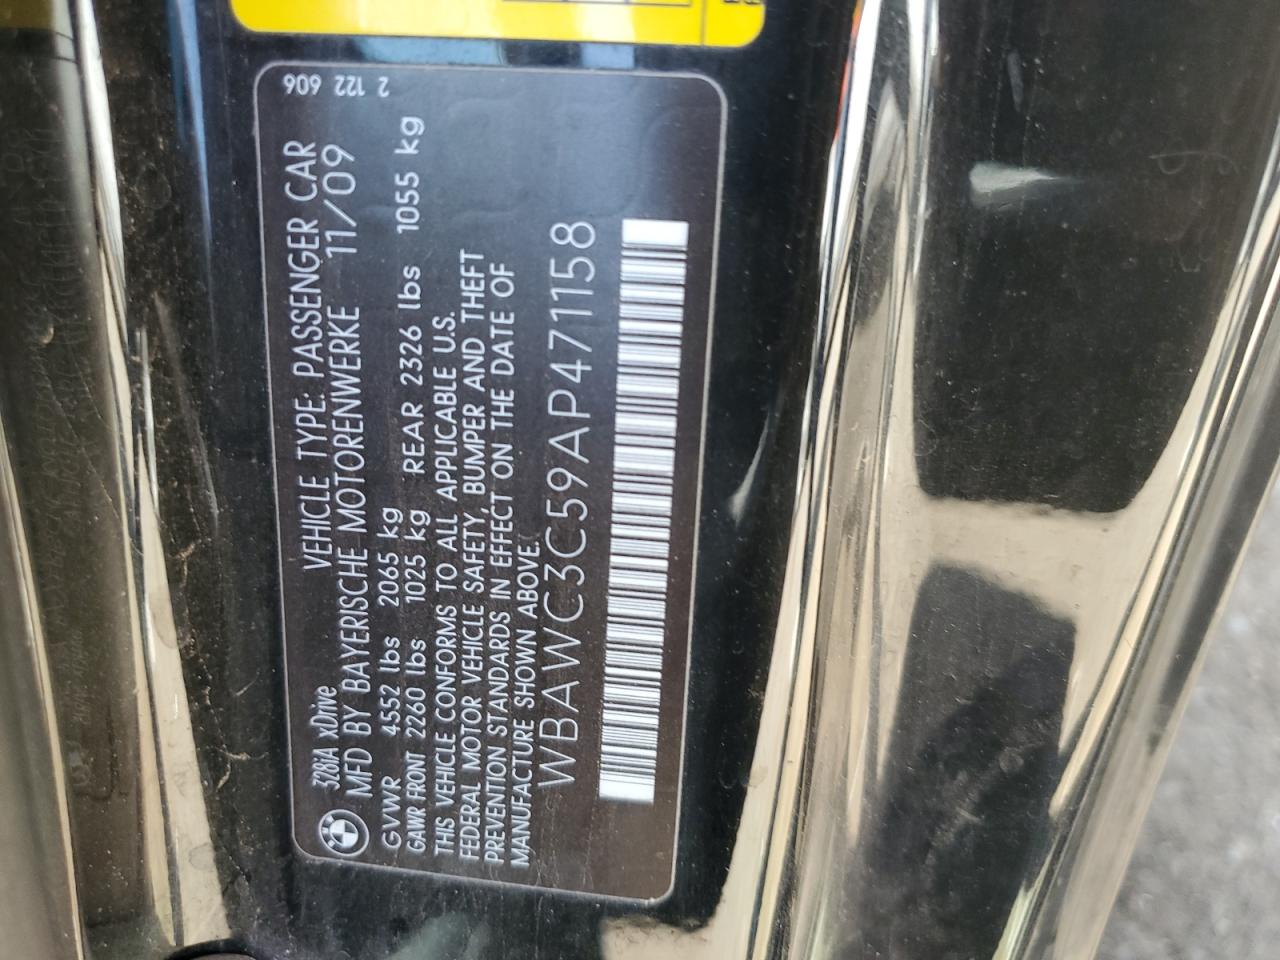 328iA xDrive
VEHICLE TYPE: PASSENGER CAR
MFD BY BAYERISCHE MOTORENWERKE 11/09
GVWR 4552 lbs 2065 kg
GAWR FRONT 2260 lbs 1025 kg REAR 2326 lbs 1055 kg
THIS VEHICLE CONFORMS TO ALL APPLICABLE U.S.
FEDERAL MOTOR VEHICLE SAFETY, BUMPER AND THEFT
PREVENTION STANDARDS IN EFFECT ON THE DATE OF
MANUFACTURE SHOWN ABOVE.
WBAWC3C59AP471158
2 122 606